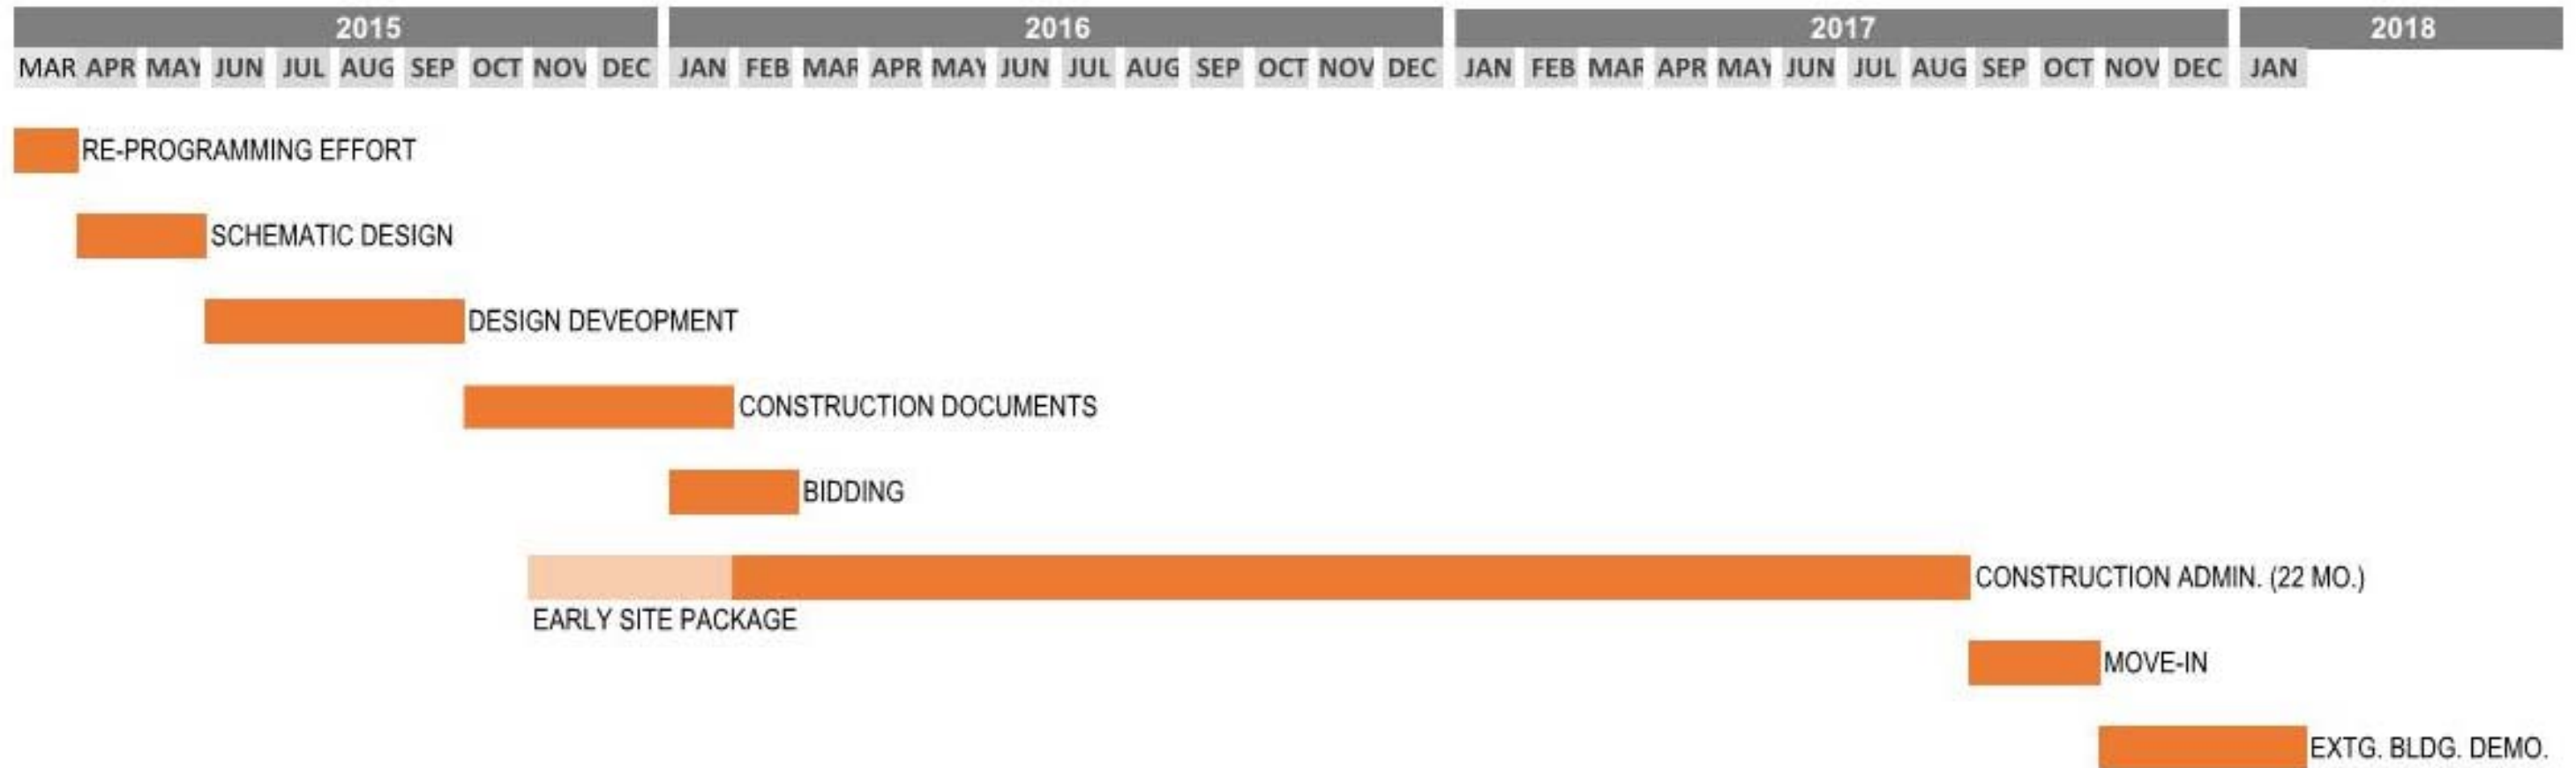 2015 2016 2017 2018
MAR APR MAY JUN JUL AUG SEP OCT NOV DEC JAN FEB MAR APR MAY JUN JUL AUG SEP OCT NOV DEC JAN FEB MAR APR MAY JUN JUL AUG SEP OCT NOV DEC JAN
RE-PROGRAMMING EFFORT
SCHEMATIC DESIGN
DESIGN DEVEOPMENT
CONSTRUCTION DOCUMENTS
BIDDING
CONSTRUCTION ADMIN. (22 MO.)
EARLY SITE PACKAGE
MOVE-IN
EXTG. BLDG. DEMO.